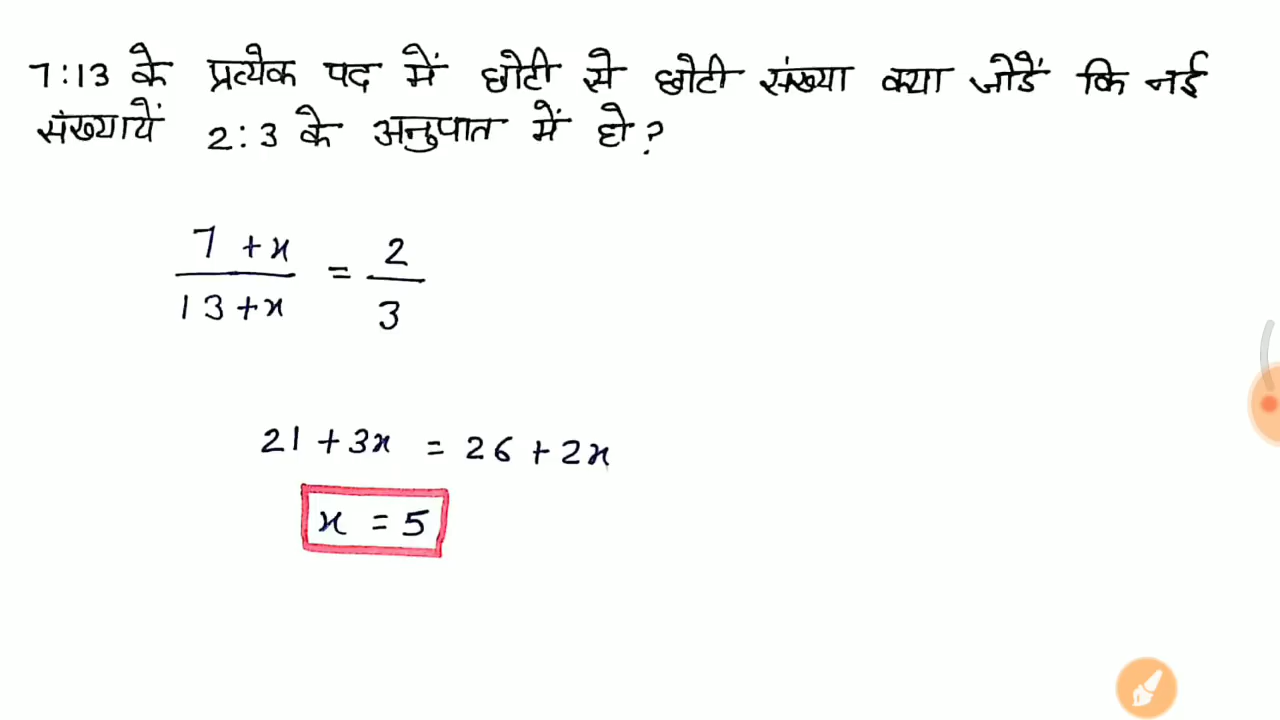 7:13 के प्रत्येक पद में छोटी से छोटी संख्या क्या जोडें कि नई
संख्यायें 2:3 के अनुपात में हो?
7 + x / 13 + x = 2 / 3
21 + 3x = 26 + 2x
x = 5